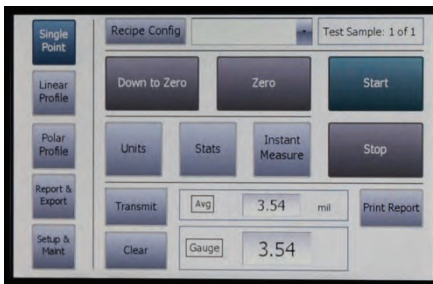 Single
Point
Recipe Config
Test Sample: 1 of 1
Linear
Profile
Down to Zero
Zero
Start
Polar
Profile
Units
Stats
Instant
Measure
Stop
Report &
Export
Transmit
Avg
3.54
mil
Print Report
Setup &
Maint
Clear
Gauge
3.54